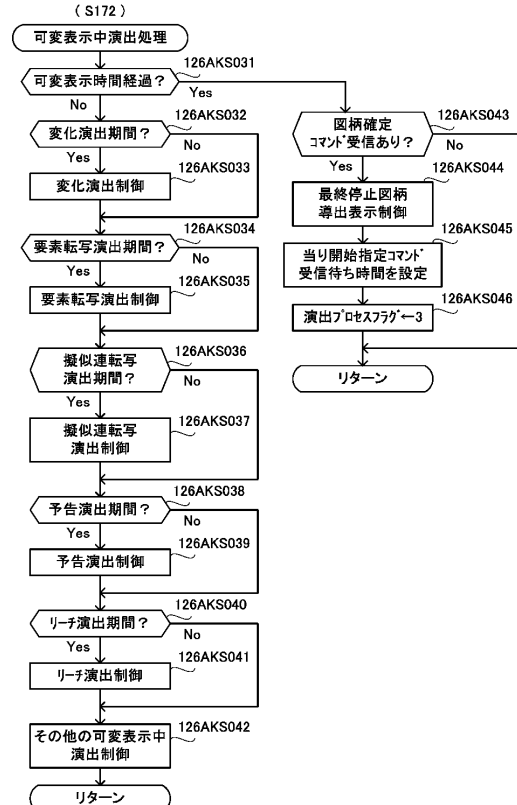 (S172)
可変表示中演出処理
126AKS031
可変表示時間経過？
Yes
No
126AKS032
変化演出期間？
No
Yes
126AKS033
変化演出制御
126AKS034
要素転写演出期間？
No
Yes
126AKS035
要素転写演出制御
126AKS036
擬似連転写
演出期間？
No
Yes
126AKS037
擬似連転写
演出制御
126AKS038
予告演出期間？
No
Yes
126AKS039
予告演出制御
126AKS040
リーチ演出期間？
No
Yes
126AKS041
リーチ演出制御
126AKS042
その他の可変表示中
演出制御
リターン
126AKS043
図柄確定
コマンド受信あり？
No
Yes
126AKS044
最終停止図柄
導出表示制御
126AKS045
当り開始指定コマンド
受信待ち時間を設定
126AKS046
演出プロセスフラグ←3
リターン